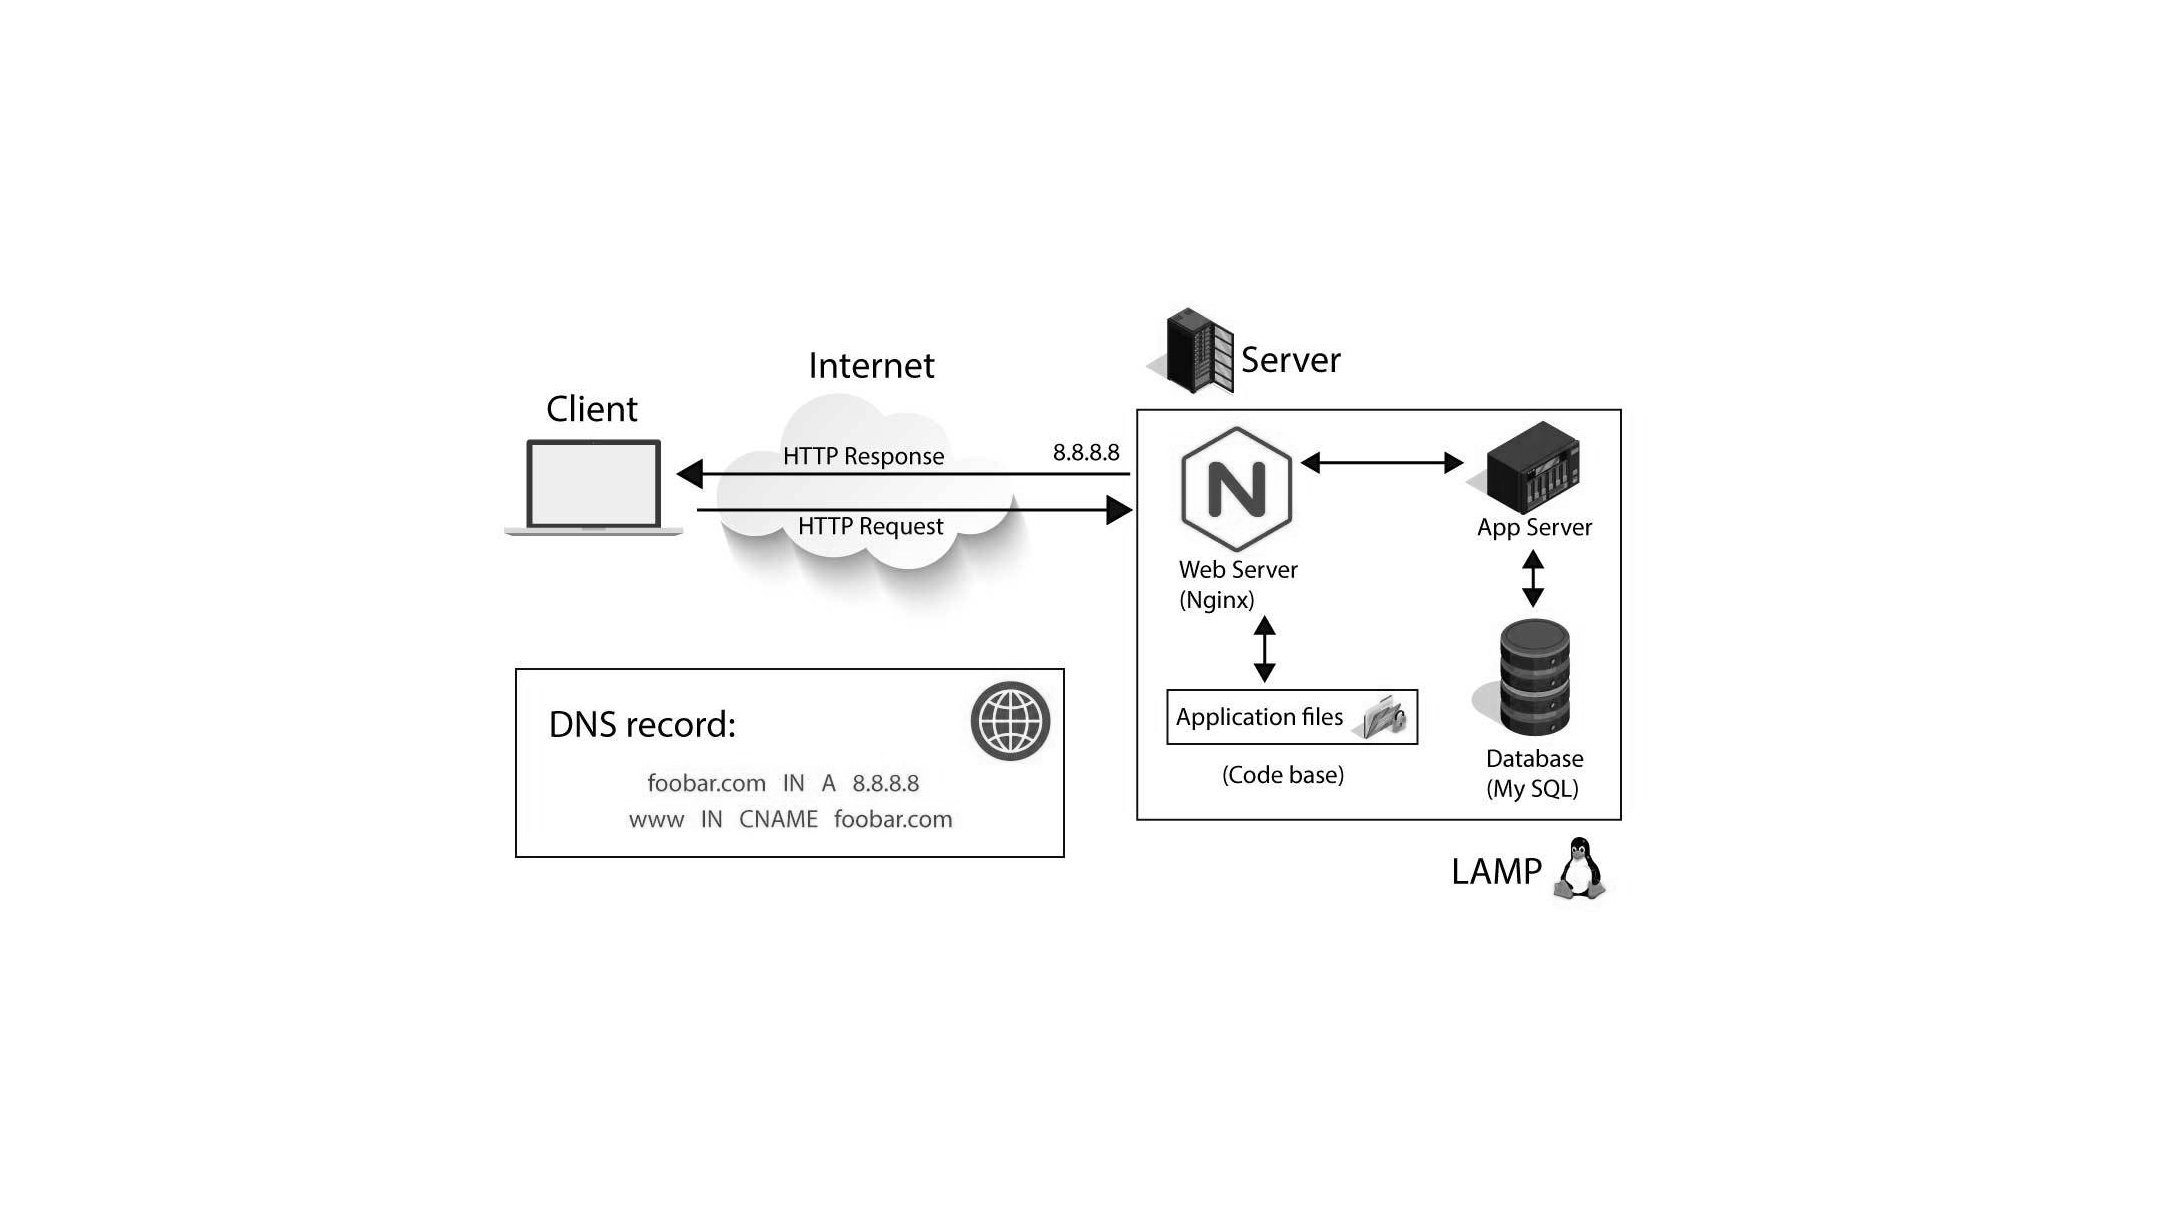 Server
Internet
Client
HTTP Response
8.8.8.8
HTTP Request
N
App Server
Web Server
(Nginx)
Application files
(Code base)
Database
(My SQL)
DNS record:
foobar.com IN A 8.8.8.8
www IN CNAME foobar.com
LAMP